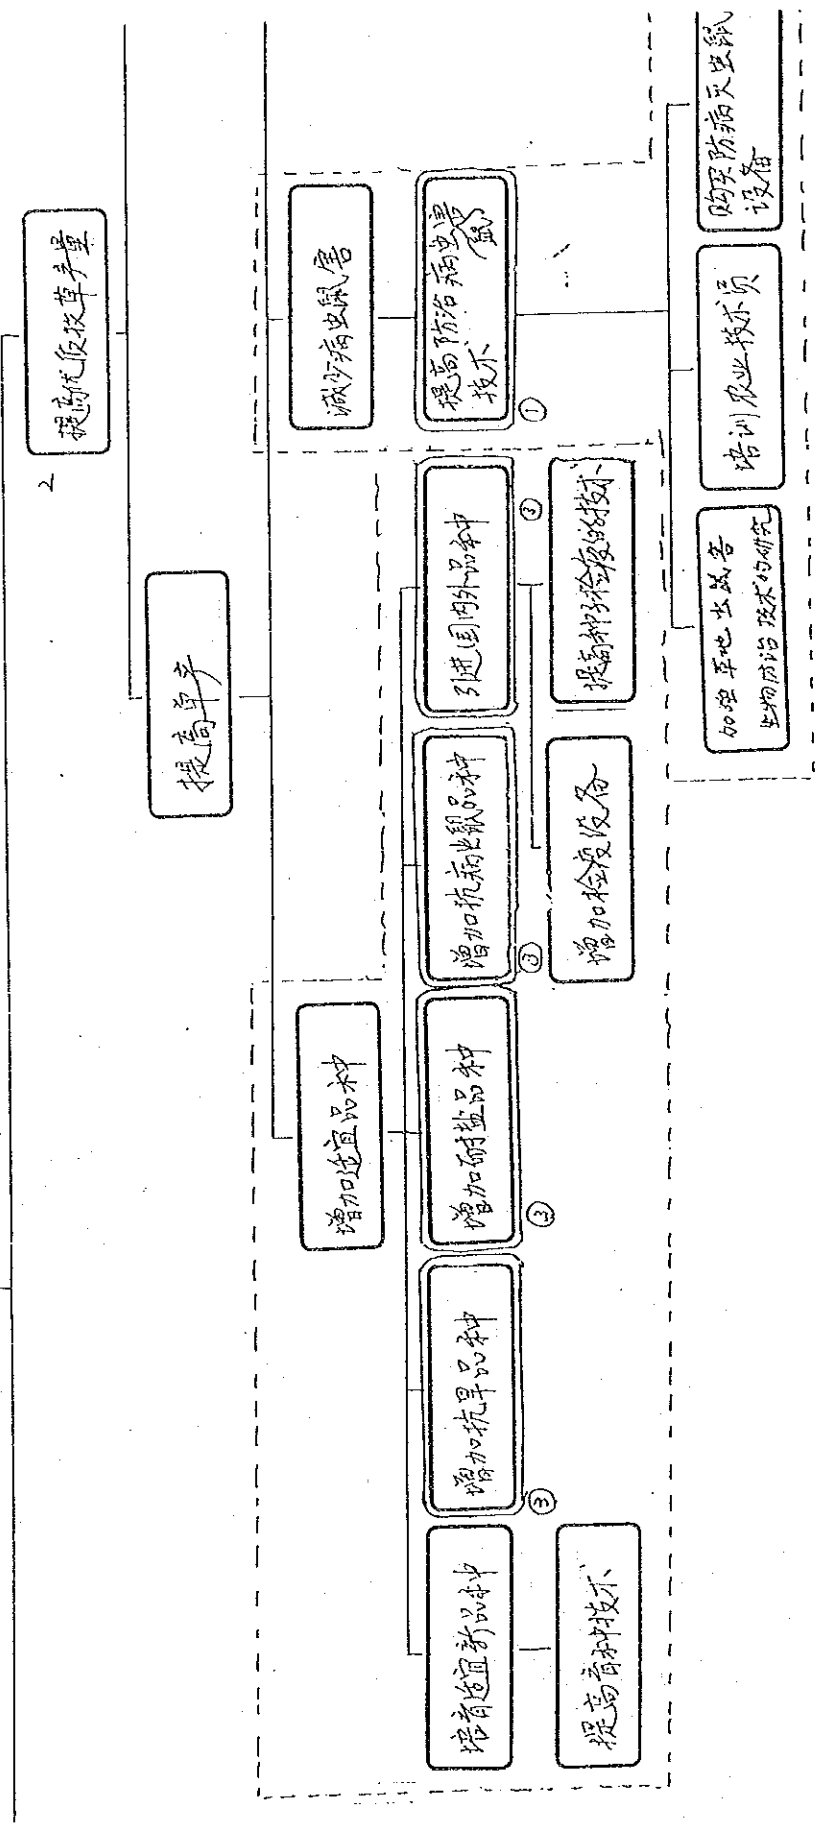 提高优质牧草产量
2
提高单产
增加适宜品种
减少病虫鼠害
培育适宜新品种
增加抗旱品种
③
增加耐盐品种
③
增加抗病虫鼠品种
③
引进国内外品种
③
提高防治病虫害
鼠
技术
①
提高育种技术
增加检疫设备
提高种子检疫的技术
加强草地虫鼠害
生物防治技术的研究
培训农业技术员
购买防病灭虫鼠
设备